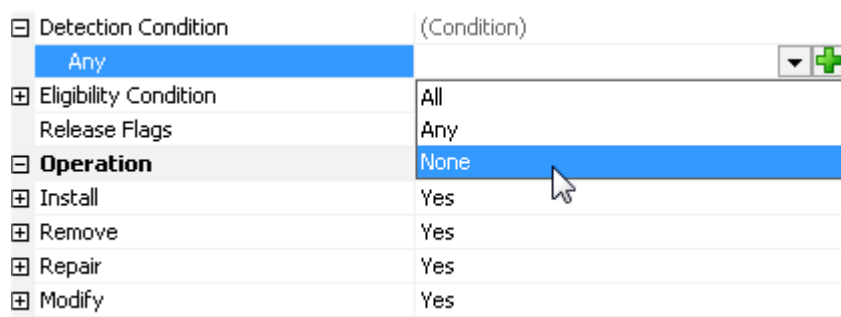 Detection Condition (Condition)
Any
Eligibility Condition All
Release Flags Any
Operation None
Install Yes
Remove Yes
Repair Yes
Modify Yes